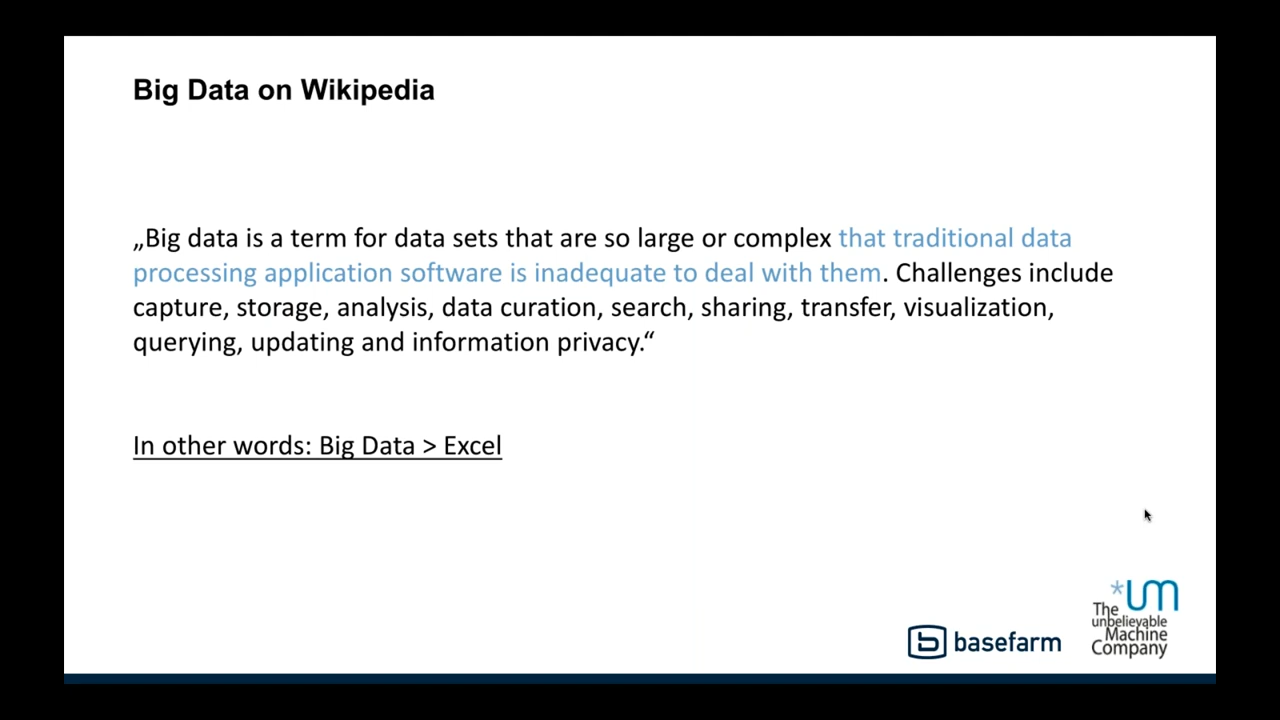 Big Data on Wikipedia
„Big data is a term for data sets that are so large or complex that traditional data
processing application software is inadequate to deal with them. Challenges include
capture, storage, analysis, data curation, search, sharing, transfer, visualization,
querying, updating and information privacy.“
In other words: Big Data > Excel
basefarm
*um
The
unbelievable
Machine
Company